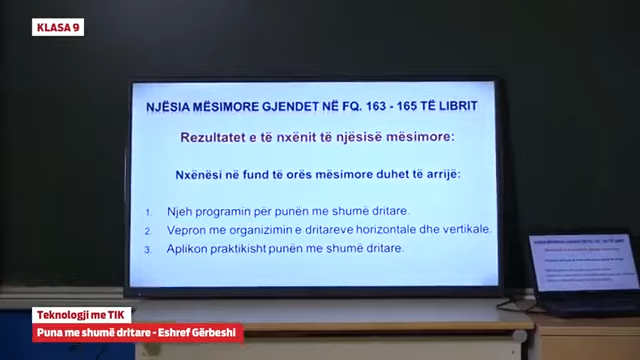 KLASA 9
NJËSIA MËSIMORE GJENDET NË FQ. 163 - 165 TË LIBRIT
Rezultatet e të nxënit të njësisë mësimore:
Nxënësi në fund të orës mësimore duhet të arrijë:
1. Njeh programin për punën me shumë dritare.
2. Vepron me organizimin e dritareve horizontale dhe vertikale.
3. Aplikon praktikisht punën me shumë dritare.
Teknologji me TIK
Puna me shumë dritare - Eshref Gërbeshi